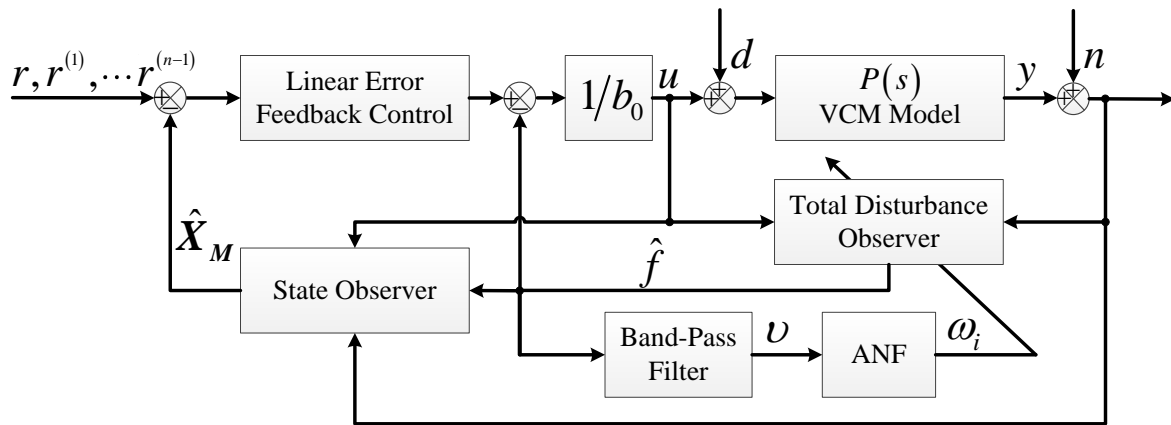 r, r^(1), ⋯ r^(n−1)
Linear Error
Feedback Control
1/b₀
u
d
P(s)
VCM Model
y
n
X̂_M
State Observer
f̂
Total Disturbance
Observer
Band-Pass
Filter
υ
ANF
ω_i